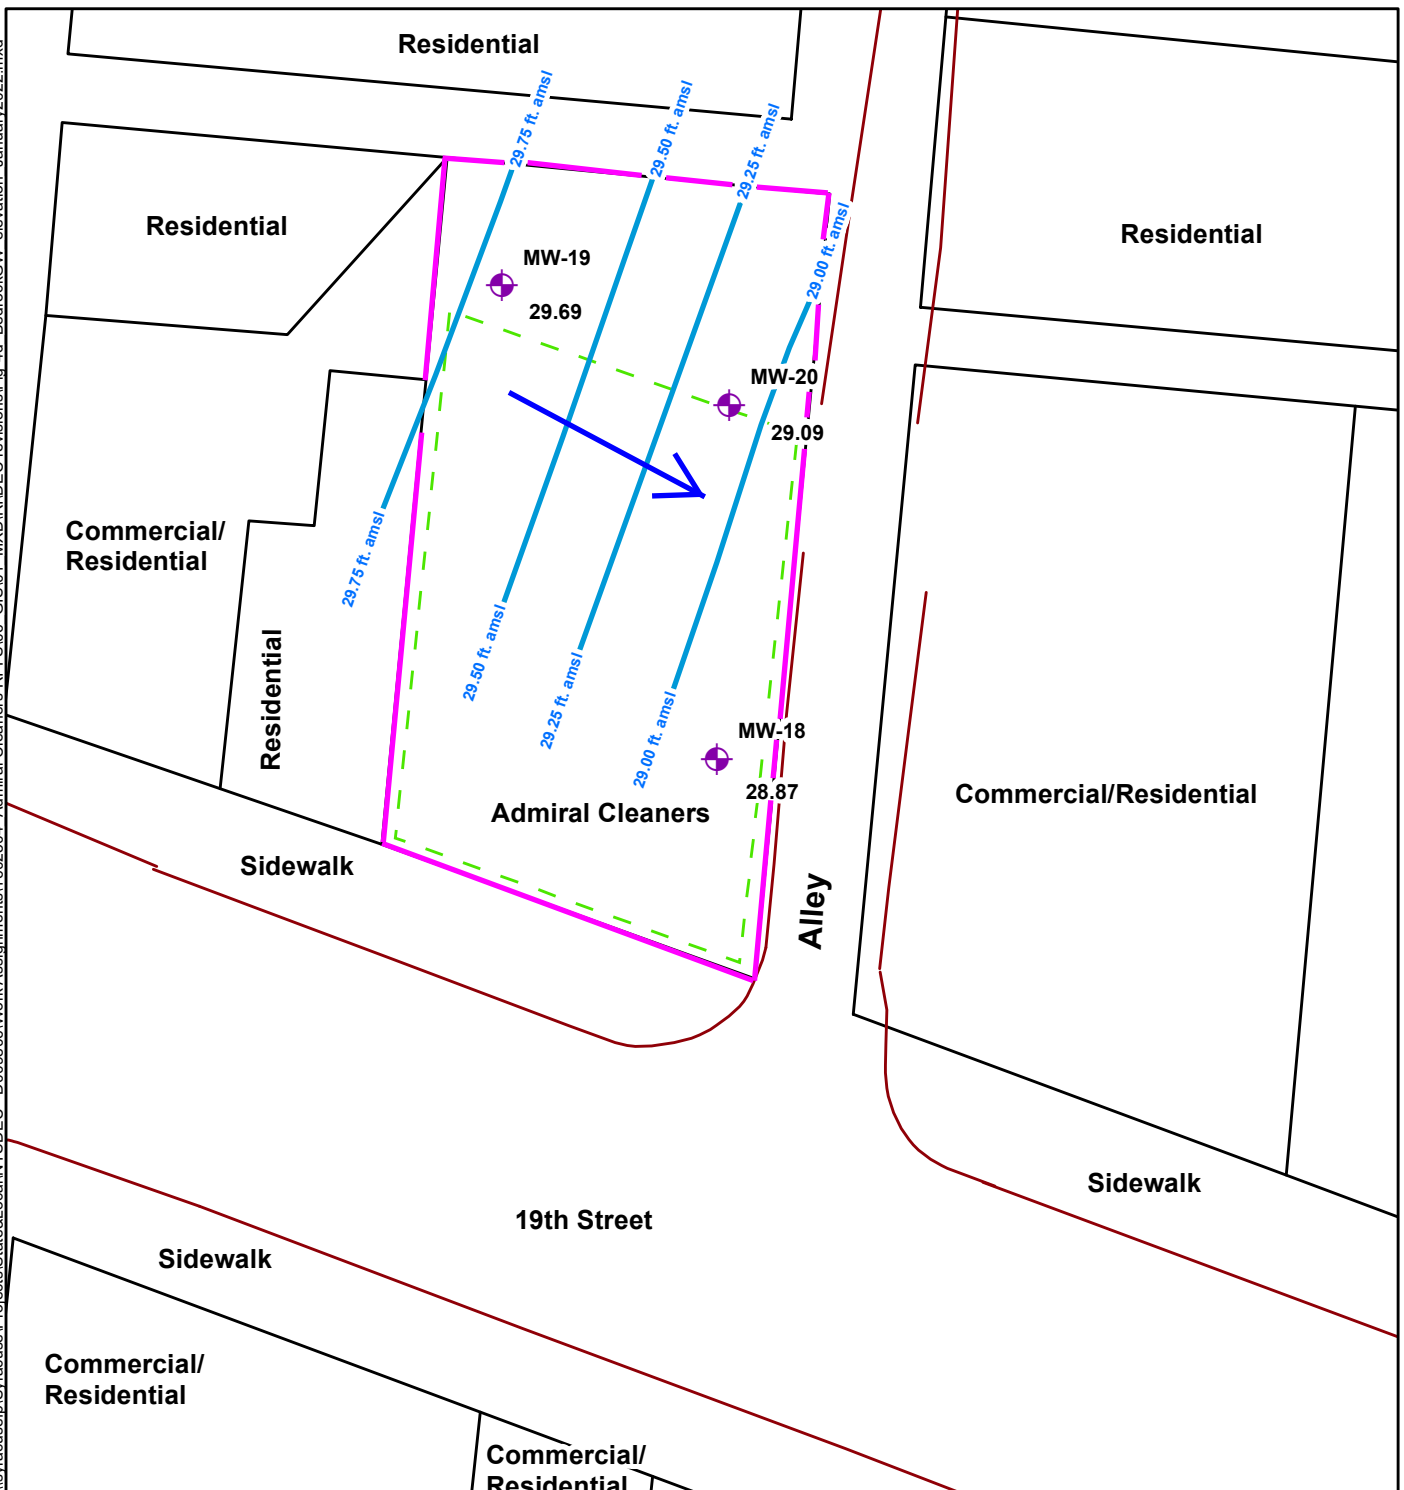 Residential
29.75 ft. amsl
29.50 ft. amsl
29.25 ft. amsl
29.00 ft. amsl
Residential
Residential
MW-19
29.69
MW-20
29.09
Commercial/
Residential
29.75 ft. amsl
29.50 ft. amsl
29.25 ft. amsl
29.00 ft. amsl
Residential
MW-18
28.87
Admiral Cleaners
Commercial/Residential
Sidewalk
Alley
Sidewalk
19th Street
Sidewalk
Commercial/
Residential
Commercial/
Residential